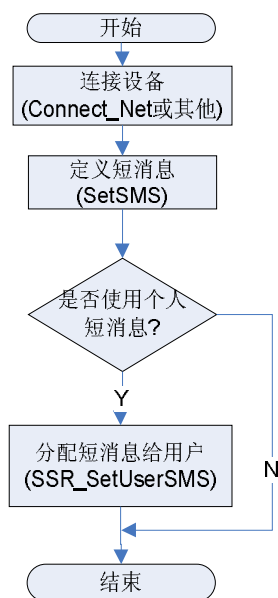 开始
连接设备
(Connect_Net或其他)
定义短消息
(SetSMS)
是否使用个人
短消息?
Y
分配短消息给用户
(SSR_SetUserSMS)
N
结束